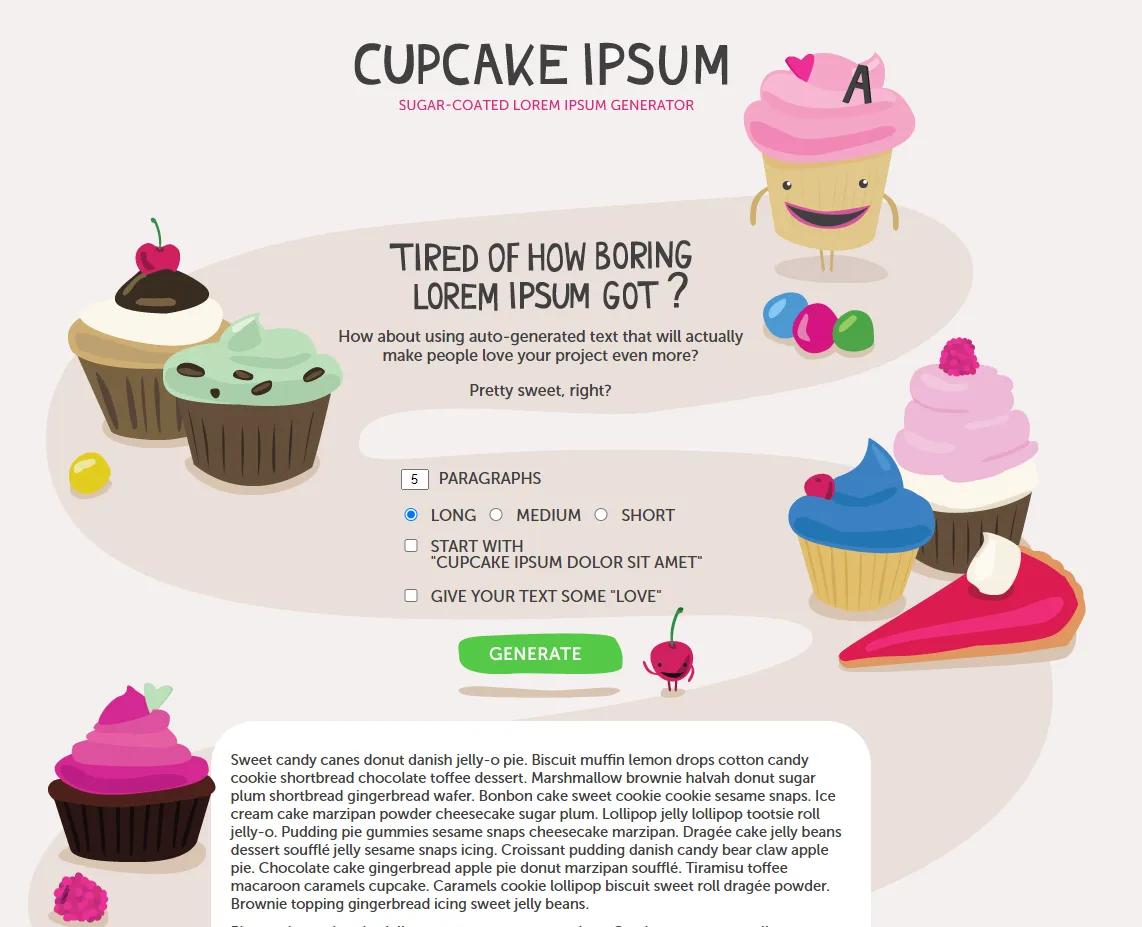 CUPCAKE IPSUM
SUGAR-COATED LOREM IPSUM GENERATOR
A
TIRED OF HOW BORING
LOREM IPSUM GOT ?
How about using auto-generated text that will actually
make people love your project even more?
Pretty sweet, right?
5 PARAGRAPHS
LONG MEDIUM SHORT
START WITH
"CUPCAKE IPSUM DOLOR SIT AMET"
GIVE YOUR TEXT SOME "LOVE"
GENERATE
Sweet candy canes donut danish jelly-o pie. Biscuit muffin lemon drops cotton candy
cookie shortbread chocolate toffee dessert. Marshmallow brownie halvah donut sugar
plum shortbread gingerbread wafer. Bonbon cake sweet cookie cookie sesame snaps. Ice
cream cake marzipan powder cheesecake sugar plum. Lollipop jelly lollipop tootsie roll
jelly-o. Pudding pie gummies sesame snaps cheesecake marzipan. Dragée cake jelly beans
dessert soufflé jelly sesame snaps icing. Croissant pudding danish candy bear claw apple
pie. Chocolate cake gingerbread apple pie donut marzipan soufflé. Tiramisu toffee
macaroon caramels cupcake. Caramels cookie lollipop biscuit sweet roll dragée powder.
Brownie topping gingerbread icing sweet jelly beans.